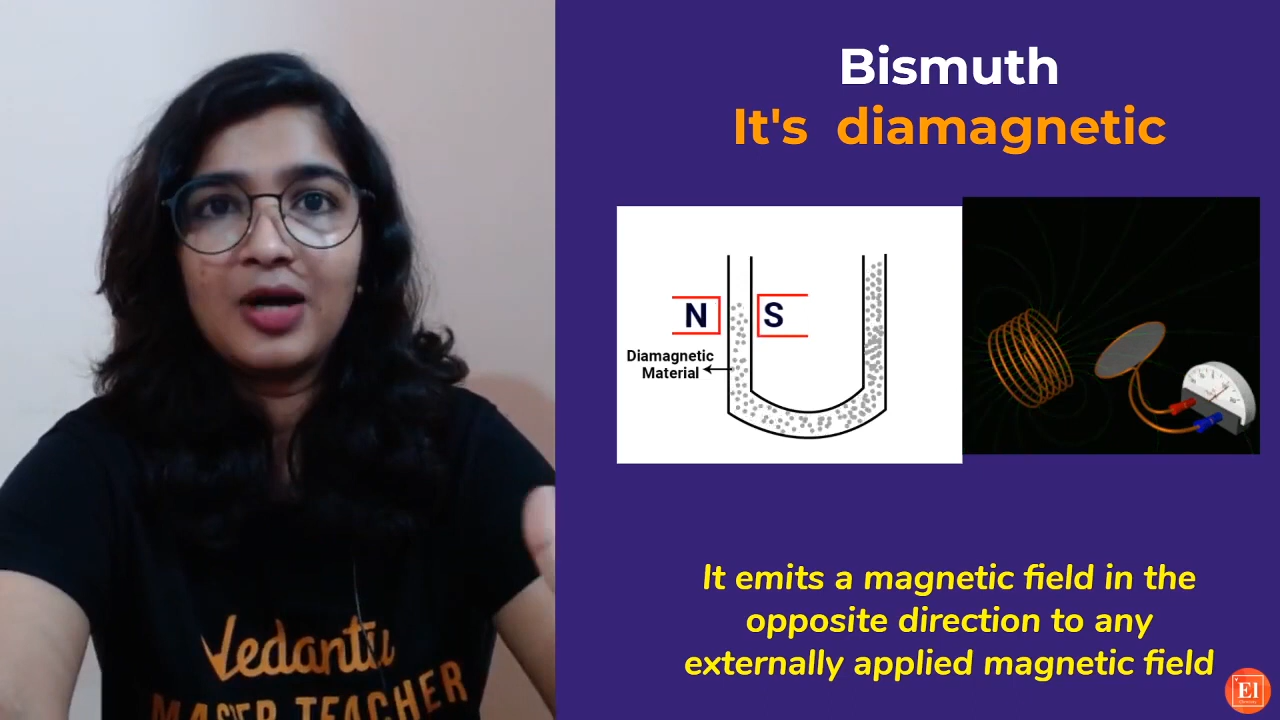 Bismuth
It's diamagnetic
N
S
Diamagnetic
Material
It emits a magnetic field in the
opposite direction to any
externally applied magnetic field
Vedantu
MASTER TEACHER
E1